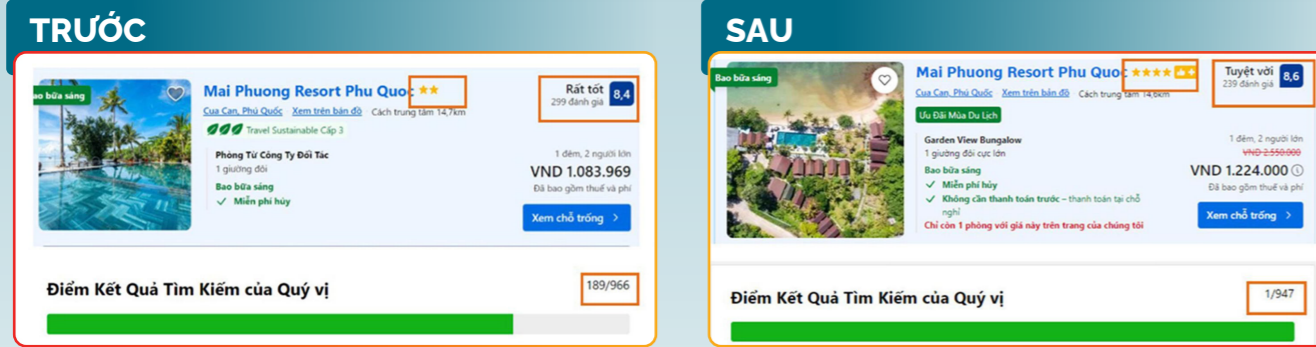 TRƯỚC
ao bữa sáng
Mai Phuong Resort Phu Quoc
Cua Can, Phú Quốc Xem trên bản đồ Cách trung tâm 14,7km
Travel Sustainable Cấp 3
Rất tốt
299 đánh giá
8,4
Phòng Từ Công Ty Đối Tác
1 giường đôi
Bao bữa sáng
✓ Miễn phí hủy
1 đêm, 2 người lớn
VND 1.083.969
Đã bao gồm thuế và phí
Xem chỗ trống >
Điểm Kết Quả Tìm Kiếm của Quý vị
189/966
SAU
Bao bữa sáng
Mai Phuong Resort Phu Quoc
Cua Can, Phú Quốc Xem trên bản đồ Cách trung tâm 14,6km
Ưu Đãi Mùa Du Lịch
Tuyệt vời
239 đánh giá
8,6
Garden View Bungalow
1 giường đôi cực lớn
Bao bữa sáng
✓ Miễn phí hủy
✓ Không cần thanh toán trước – thanh toán tại chỗ
nghỉ
Chỉ còn 1 phòng với giá này trên trang của chúng tôi
1 đêm, 2 người lớn
VND 2.550.000
VND 1.224.000
Đã bao gồm thuế và phí
Xem chỗ trống >
Điểm Kết Quả Tìm Kiếm của Quý vị
1/947